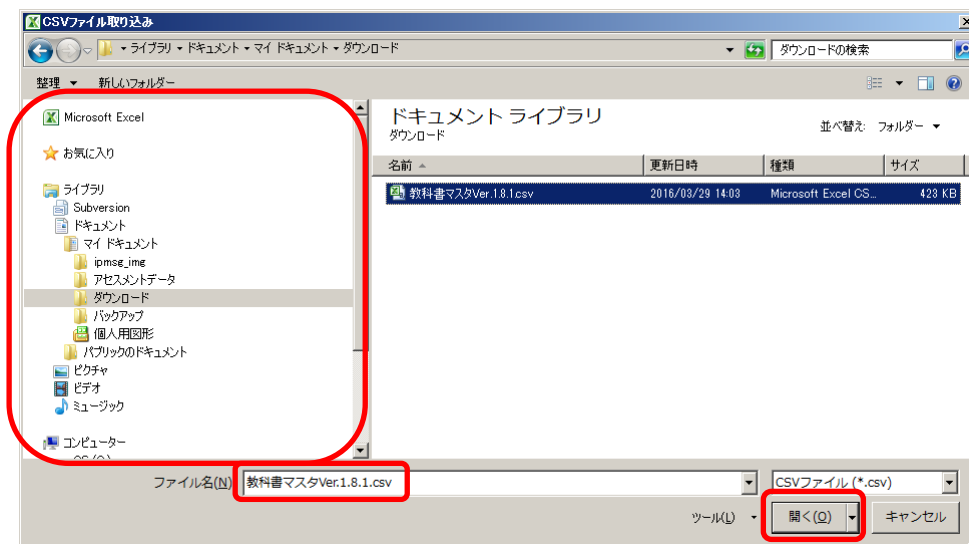 CSVファイル取り込み
ライブラリ ▾ ドキュメント ▾ マイ ドキュメント ▾ ダウンロード
ダウンロードの検索
整理 新しいフォルダー
Microsoft Excel
お気に入り
ライブラリ
Subversion
ドキュメント
マイ ドキュメント
ipmsg_img
アセスメントデータ
ダウンロード
バックアップ
個人用図形
パブリックのドキュメント
ピクチャ
ビデオ
ミュージック
コンピューター
ドキュメント ライブラリ
ダウンロード
並べ替え: フォルダー
名前 更新日時 種類 サイズ
教科書マスタVer.1.8.1.csv 2016/03/29 14:03 Microsoft Excel CS... 423 KB
ファイル名(N): 教科書マスタVer.1.8.1.csv CSVファイル (*.csv)
ツール(L) 開く(O) キャンセル